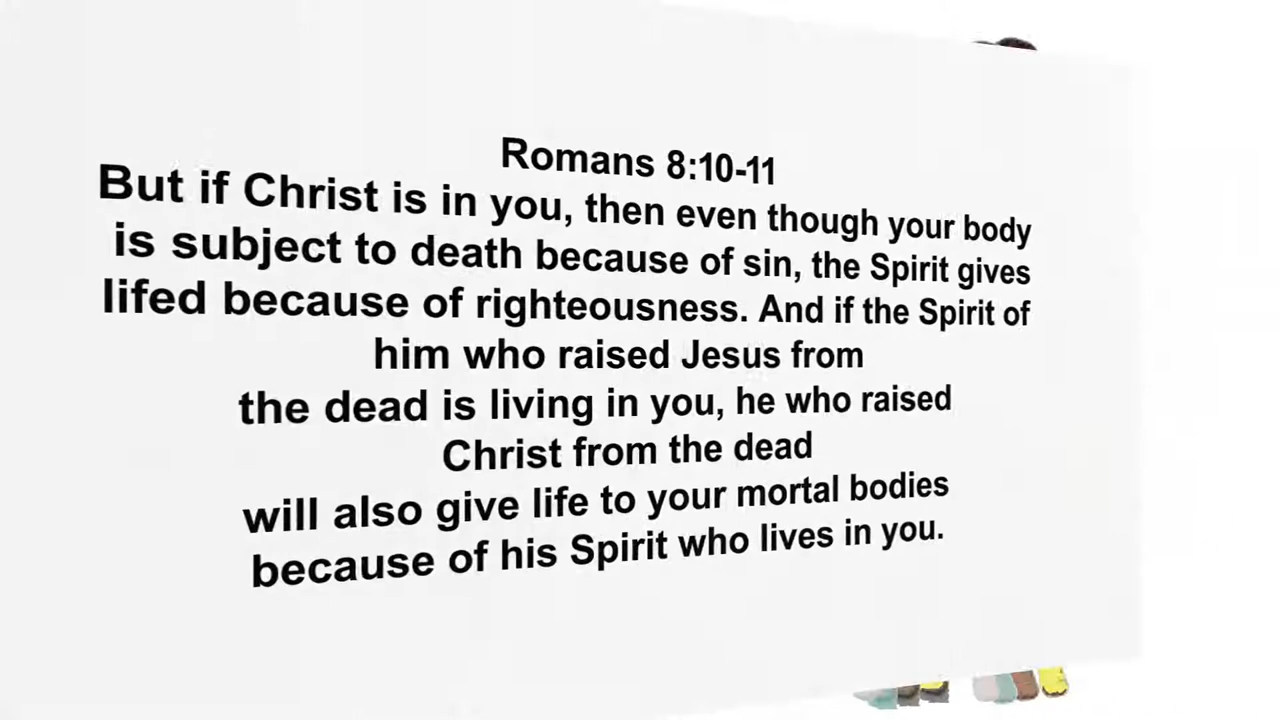 Romans 8:10-11
But if Christ is in you, then even though your body
is subject to death because of sin, the Spirit gives
lifed because of righteousness. And if the Spirit of
him who raised Jesus from
the dead is living in you, he who raised
Christ from the dead
will also give life to your mortal bodies
because of his Spirit who lives in you.